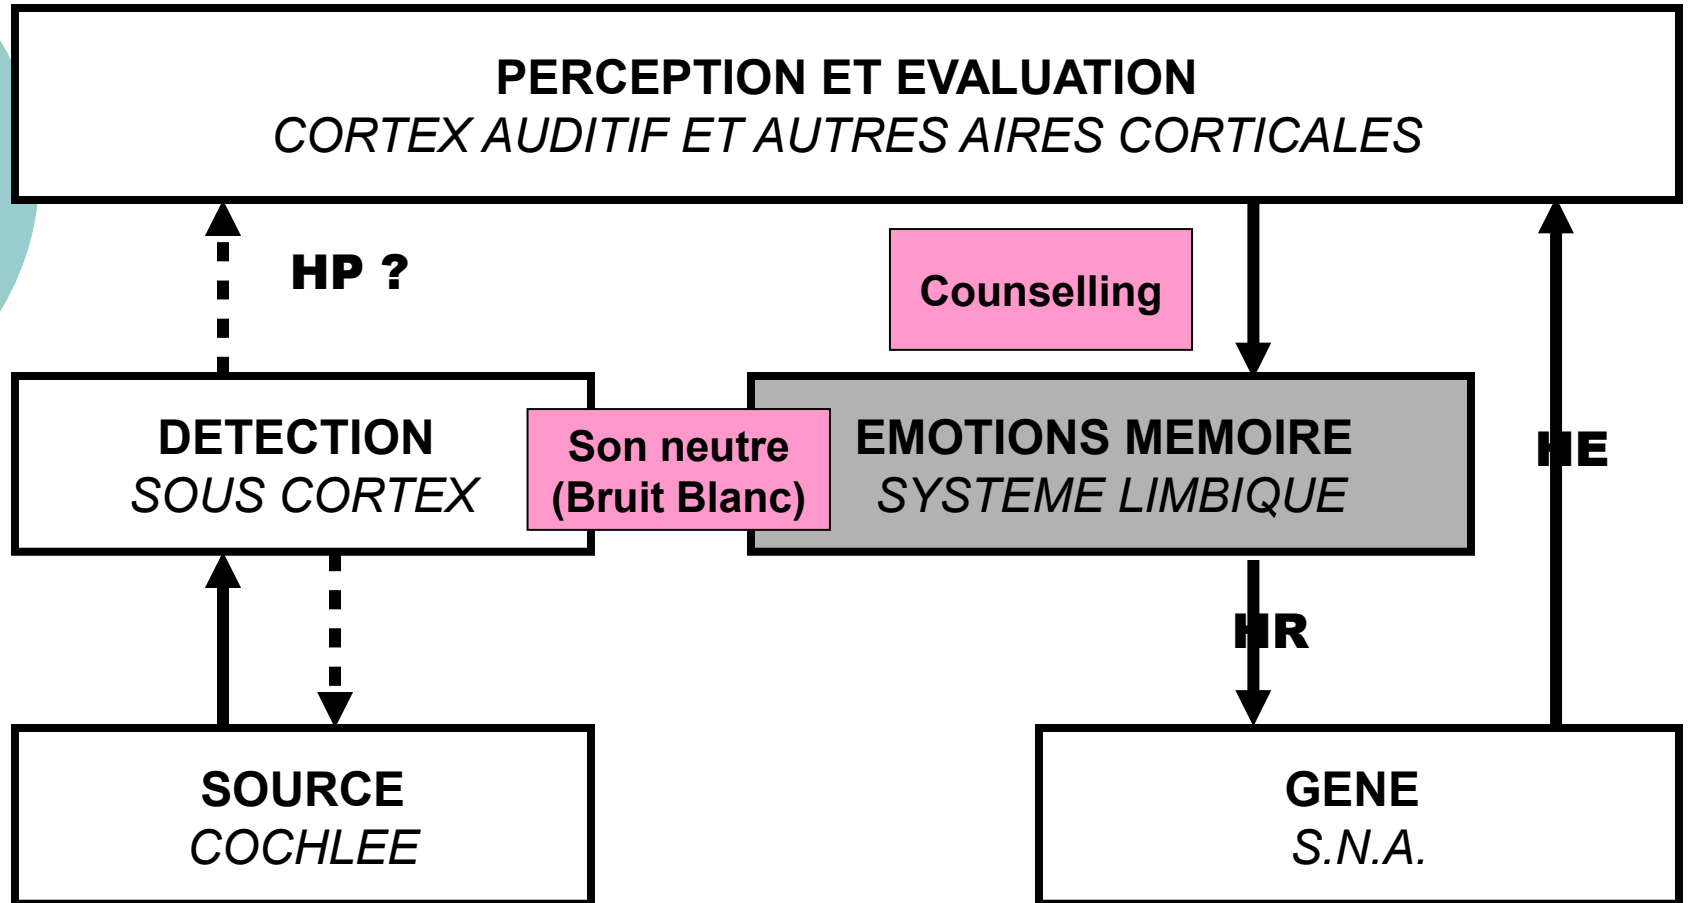 PERCEPTION ET EVALUATION
CORTEX AUDITIF ET AUTRES AIRES CORTICALES
HP ?
Counselling
DETECTION
SOUS CORTEX
Son neutre
(Bruit Blanc)
EMOTIONS MEMOIRE
SYSTEME LIMBIQUE
HE
HR
SOURCE
COCHLEE
GENE
S.N.A.